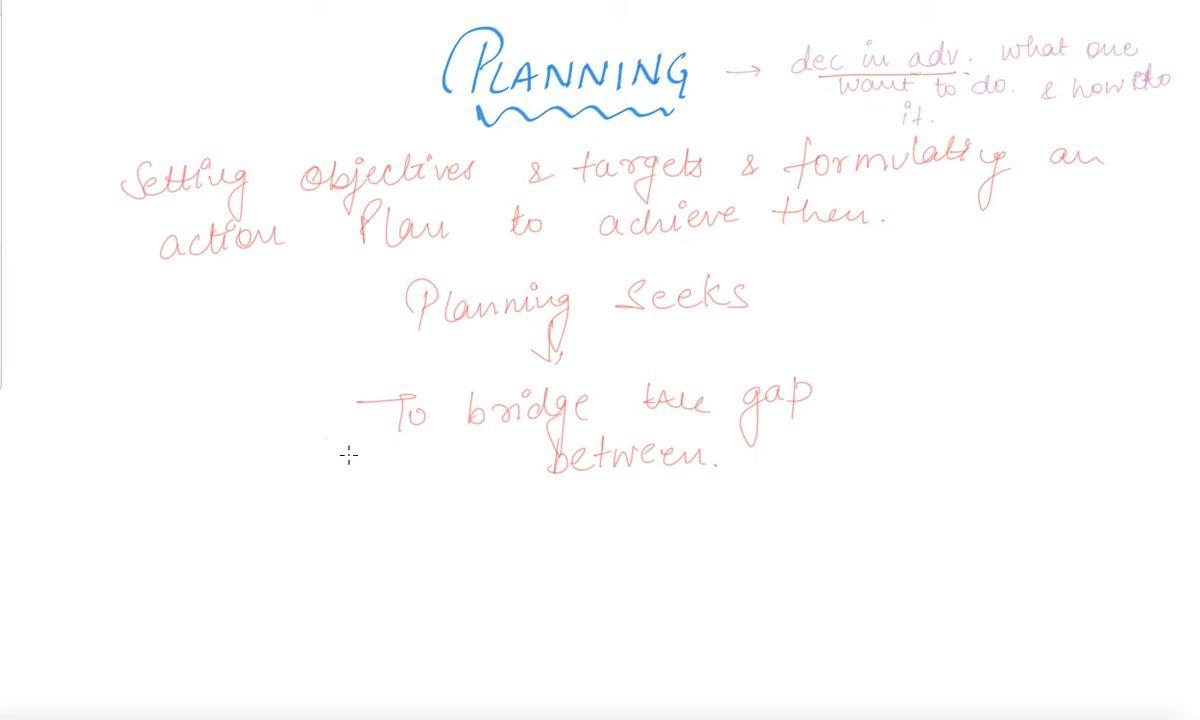 PLANNING → dec in adv. what one
want to do. & how to do
it.
Setting objectives & targets & formulating an
action Plan to achieve them.
Planning seeks
To bridge the gap
between.